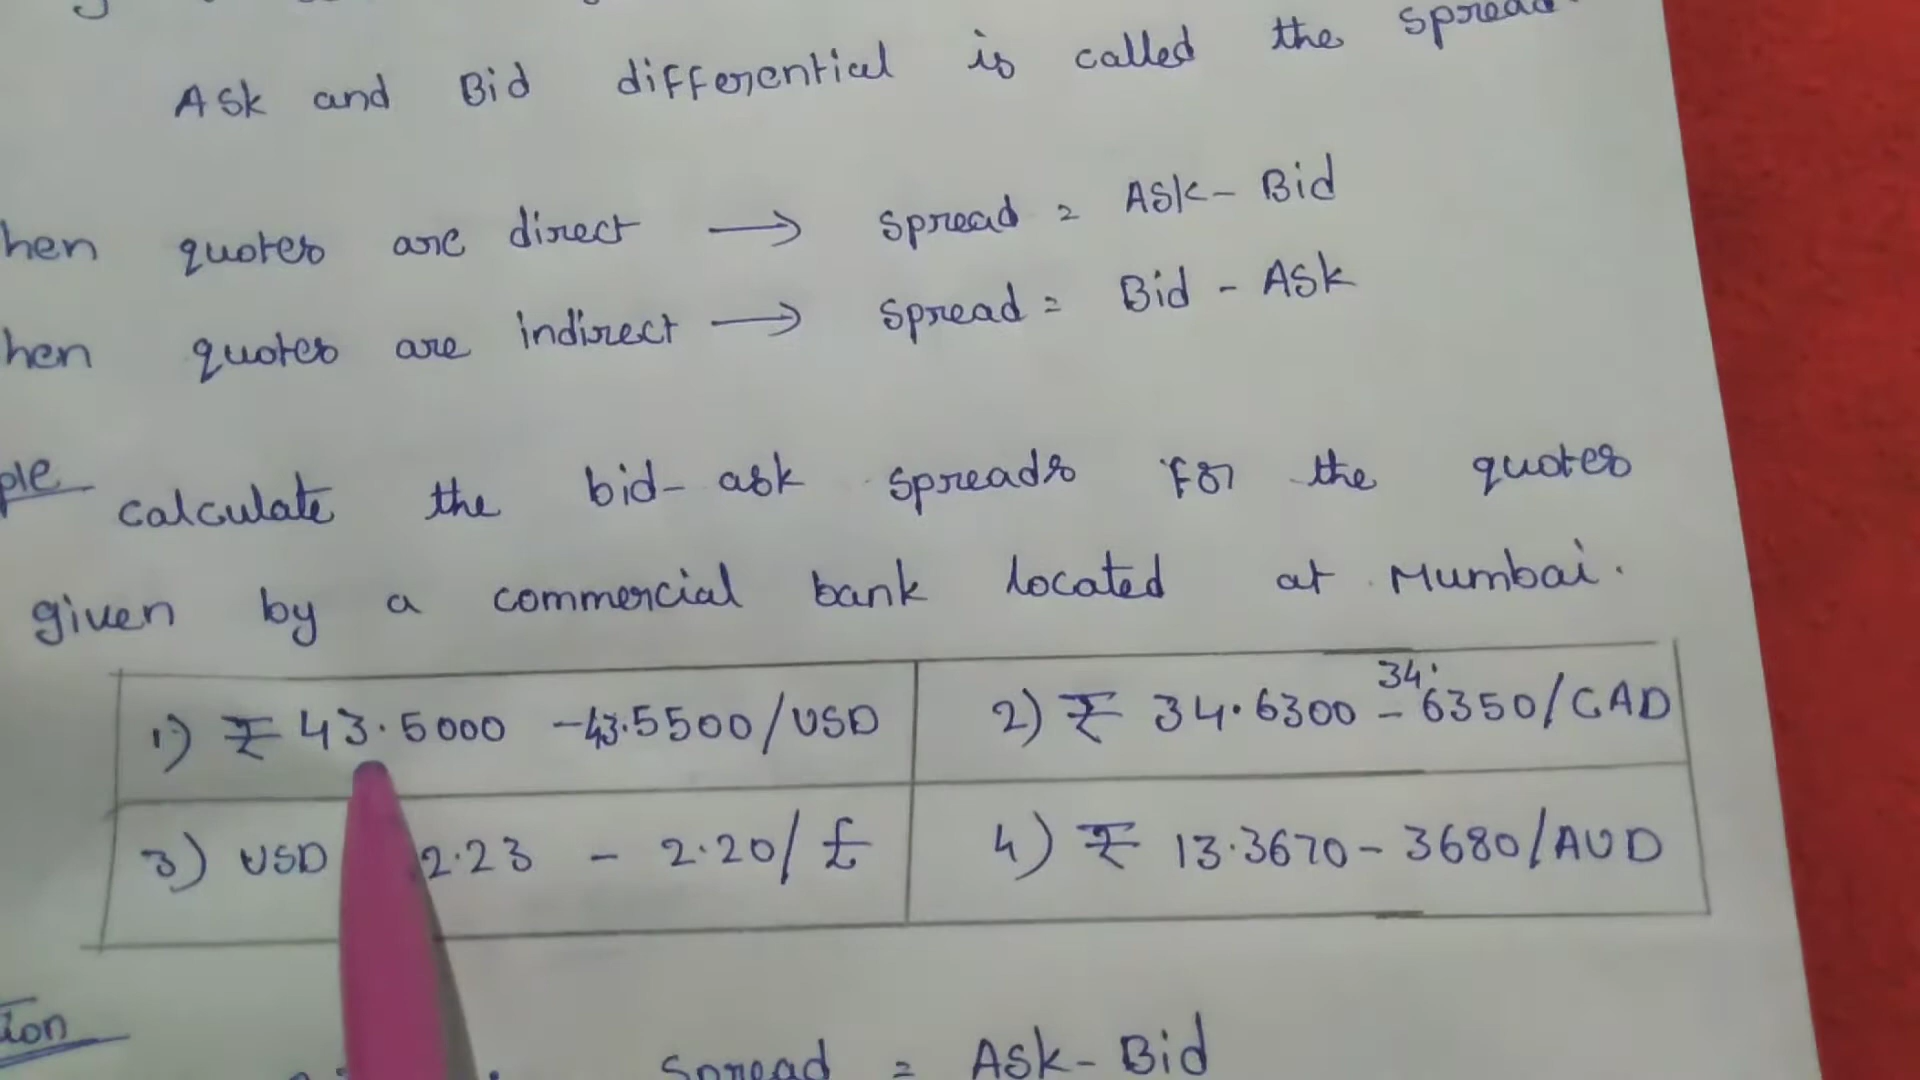 Ask and Bid differential is called the spread.
hen quotes are direct → spread = Ask - Bid
hen quotes are indirect → spread = Bid - Ask
ple calculate the bid-ask spreads for the quotes
given by a commercial bank located at Mumbai.
1) ₹ 43.5000 - 43.5500/USD 2) ₹ 34.6300 - 34.6350/CAD
3) USD 2.23 - 2.20/£ 4) ₹ 13.3670 - 3680/AUD
tion
Spread = Ask - Bid